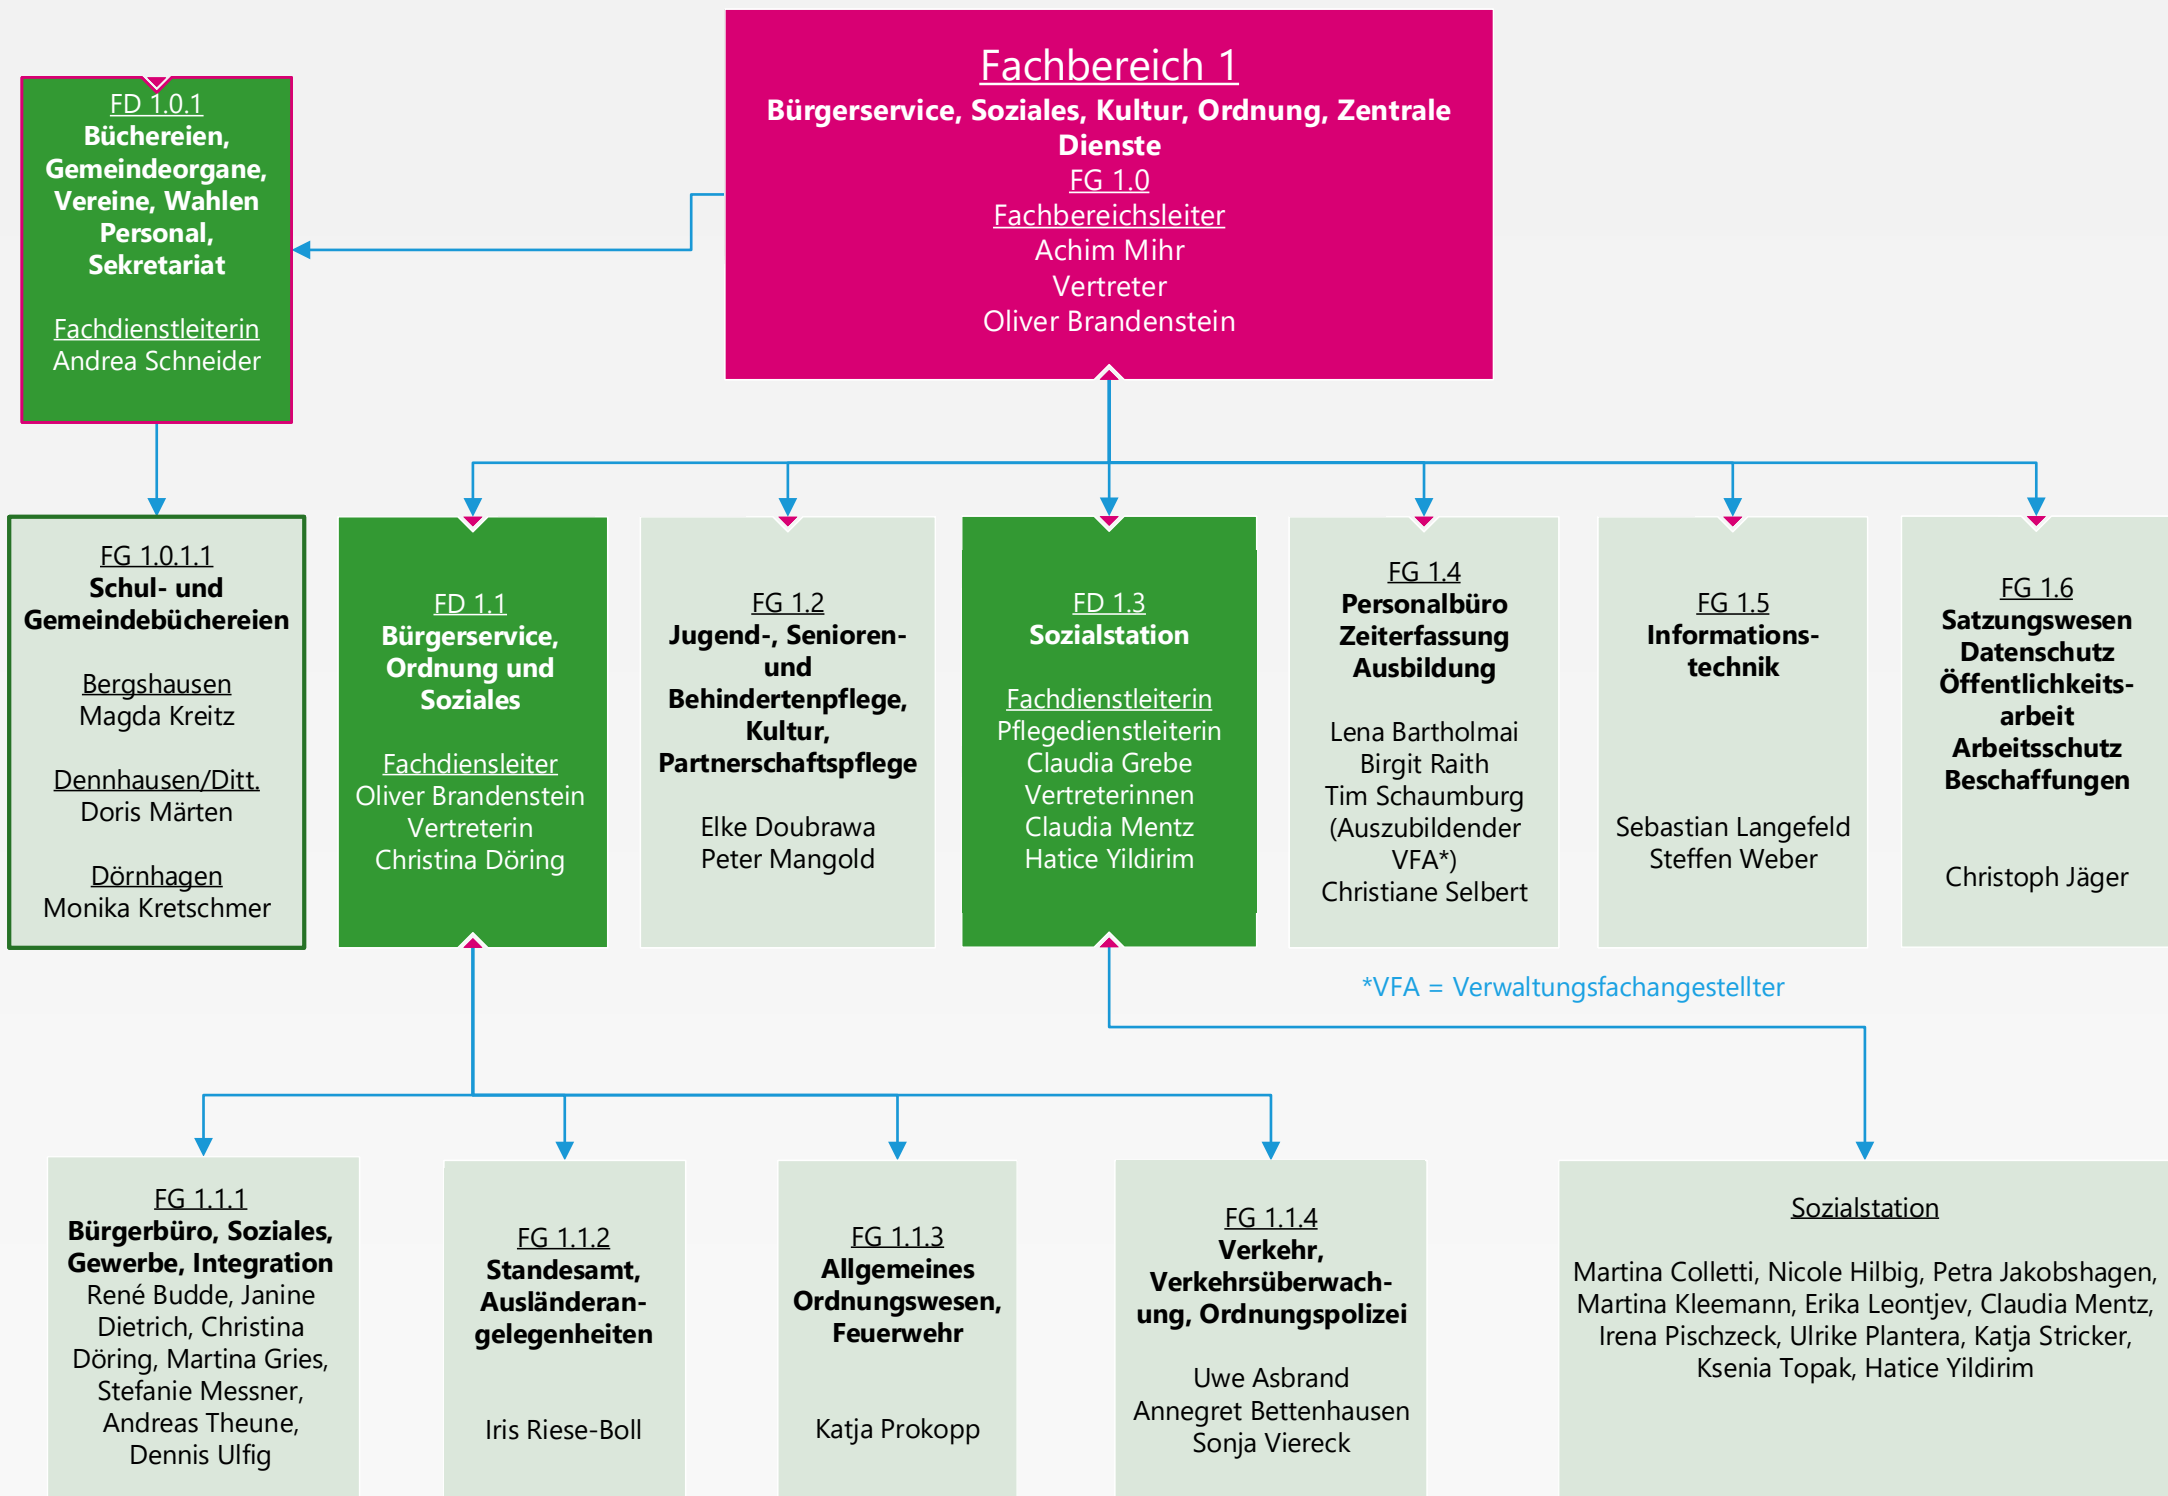 Fachbereich 1
Bürgerservice, Soziales, Kultur, Ordnung, Zentrale
Dienste
FG 1.0
Fachbereichsleiter
Achim Mihr
Vertreter
Oliver Brandenstein
FD 1.0.1
Büchereien,
Gemeindeorgane,
Vereine, Wahlen
Personal,
Sekretariat
Fachdienstleiterin
Andrea Schneider
FG 1.0.1.1
Schul- und
Gemeindebüchereien
Bergshausen
Magda Kreitz
Dennhausen/Ditt.
Doris Märten
Dörnhagen
Monika Kretschmer
FD 1.1
Bürgerservice,
Ordnung und
Soziales
Fachdiensleiter
Oliver Brandenstein
Vertreterin
Christina Döring
FG 1.2
Jugend-, Senioren-
und
Behindertenpflege,
Kultur,
Partnerschaftspflege
Elke Doubrawa
Peter Mangold
FD 1.3
Sozialstation
Fachdienstleiterin
Pflegedienstleiterin
Claudia Grebe
Vertreterinnen
Claudia Mentz
Hatice Yildirim
FG 1.4
Personalbüro
Zeiterfassung
Ausbildung
Lena Bartholmai
Birgit Raith
Tim Schaumburg
(Auszubildender
VFA*)
Christiane Selbert
FG 1.5
Informations-
technik
Sebastian Langefeld
Steffen Weber
FG 1.6
Satzungswesen
Datenschutz
Öffentlichkeits-
arbeit
Arbeitsschutz
Beschaffungen
Christoph Jäger
*VFA = Verwaltungsfachangestellter
FG 1.1.1
Bürgerbüro, Soziales,
Gewerbe, Integration
René Budde, Janine
Dietrich, Christina
Döring, Martina Gries,
Stefanie Messner,
Andreas Theune,
Dennis Ulfig
FG 1.1.2
Standesamt,
Ausländeran-
gelegenheiten
Iris Riese-Boll
FG 1.1.3
Allgemeines
Ordnungswesen,
Feuerwehr
Katja Prokopp
FG 1.1.4
Verkehr,
Verkehrsüberwach-
ung, Ordnungspolizei
Uwe Asbrand
Annegret Bettenhausen
Sonja Viereck
Sozialstation
Martina Colletti, Nicole Hilbig, Petra Jakobshagen,
Martina Kleemann, Erika Leontjev, Claudia Mentz,
Irena Pischzeck, Ulrike Plantera, Katja Stricker,
Ksenia Topak, Hatice Yildirim